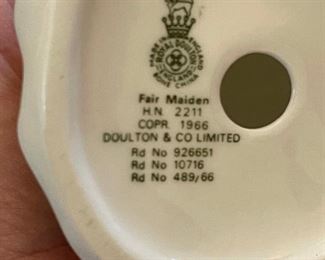 MADE IN ENGLAND
ROYAL DOULTON
ENGLAND
BONE CHINA
Fair Maiden
H.N. 2211
COPR. 1966
DOULTON & CO LIMITED
Rd No 926651
Rd No 10716
Rd No 489/66